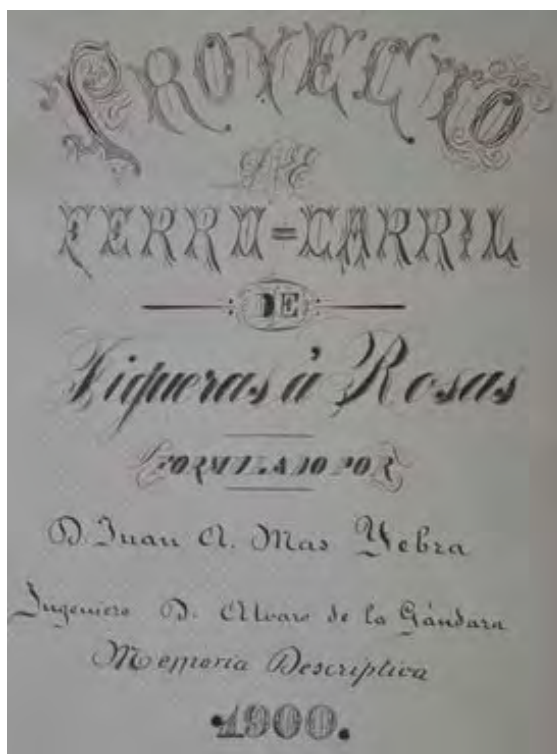 PROYECTO
DE
FERRO=CARRIL
DE
Figueras á Rosas
FORMULADO POR
D. Juan A. Mas Yebra
Ingeniero D. Alvaro de la Gándara
Memoria Descriptiva
1900.